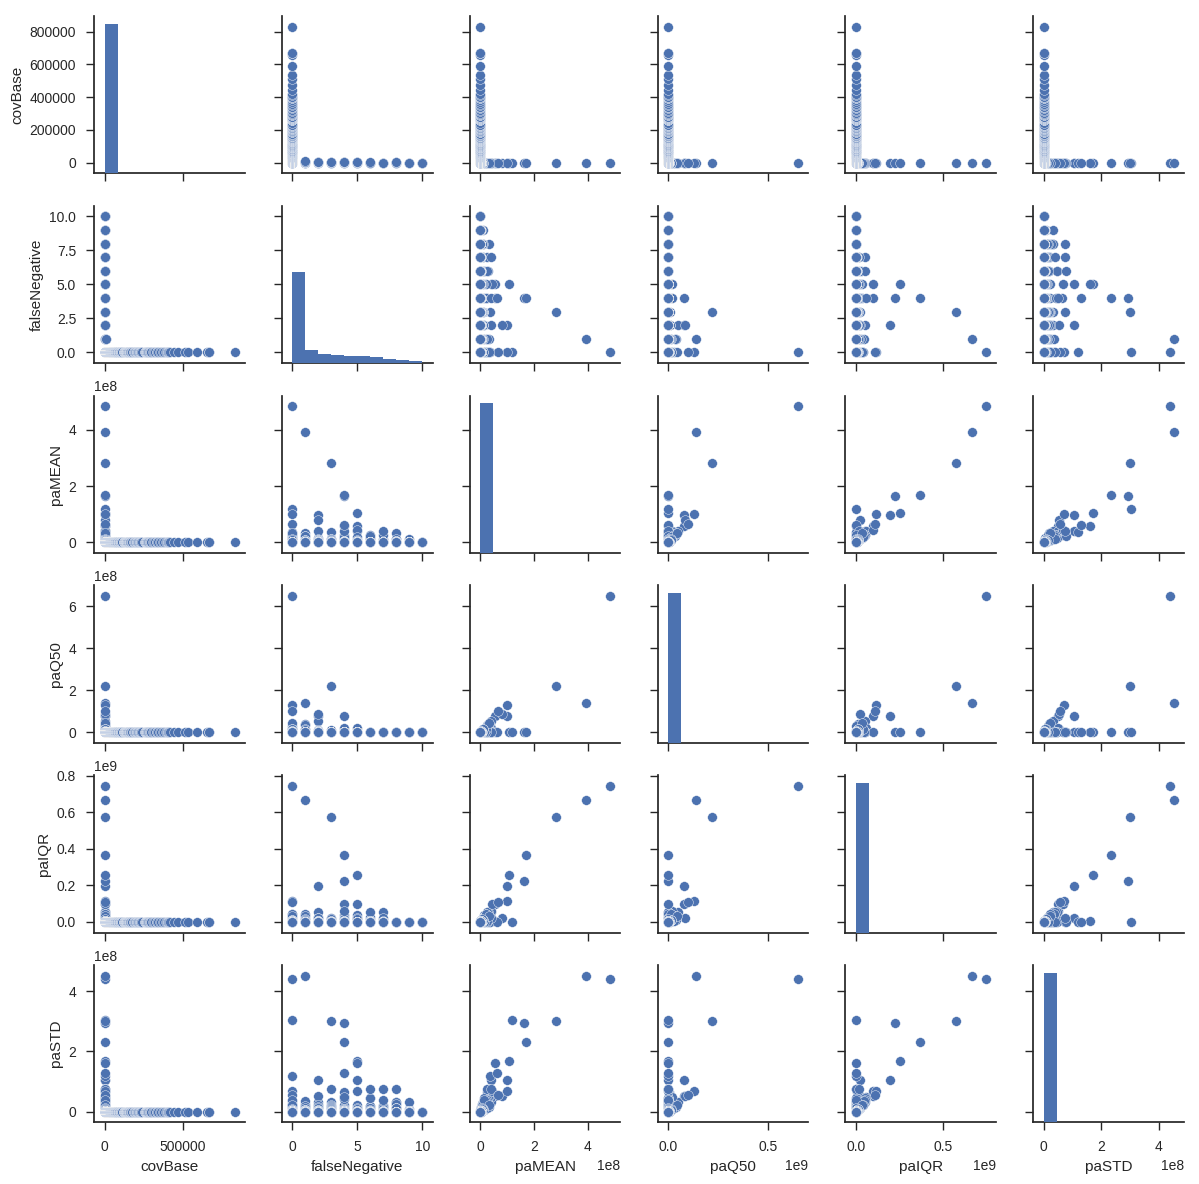 800000
600000
400000
200000
0
covBase
10.0
7.5
5.0
2.5
0.0
falseNegative
1e8
4
2
0
paMEAN
1e8
6
4
2
0
paQ50
1e9
0.8
0.6
0.4
0.2
0.0
paIQR
1e8
4
2
0
paSTD
0 500000
0 5 10
0 2 4
0.0 0.5
0.0 0.5
0 2 4
covBase falseNegative paMEAN 1e8 paQ50 1e9 paIQR 1e9 paSTD 1e8